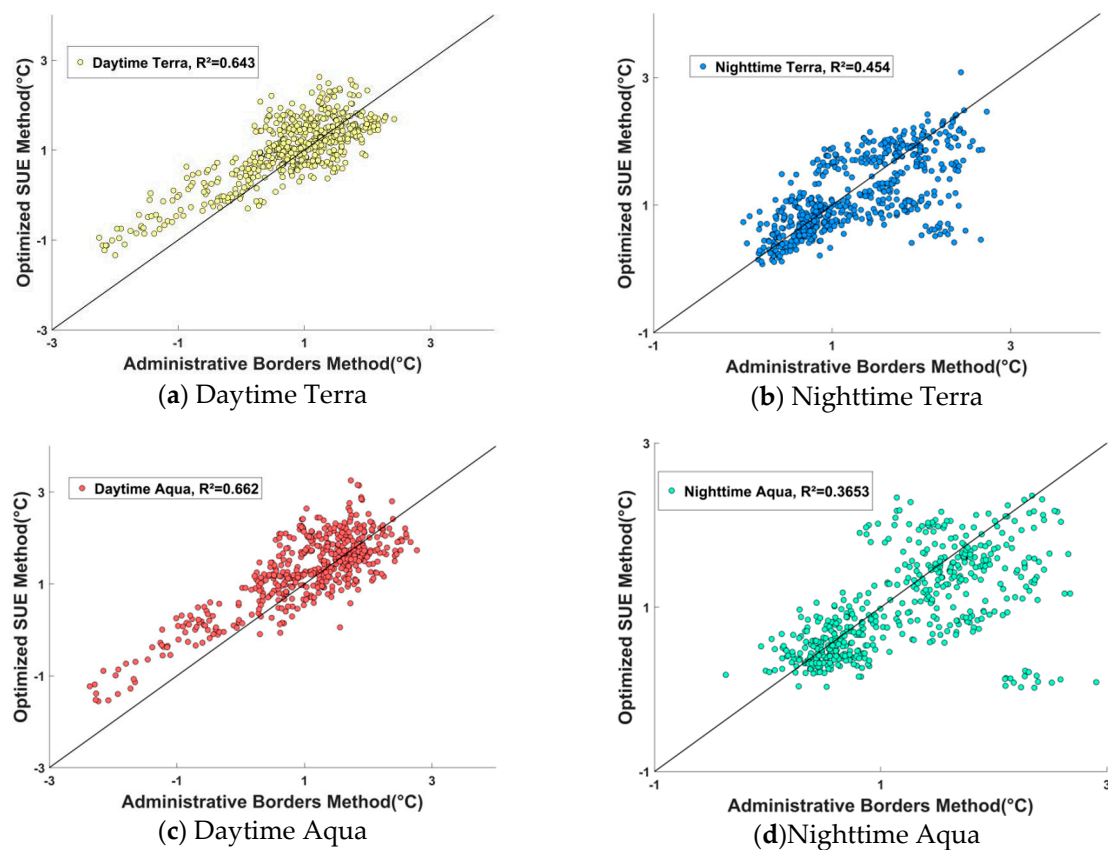 Daytime Terra, R²=0.643
Optimized SUE Method(°C)
3
1
-1
-3
-3
-1
1
3
Administrative Borders Method(°C)
(a) Daytime Terra
Nighttime Terra, R²=0.454
Optimized SUE Method(°C)
3
1
-1
-1
1
3
Administrative Borders Method(°C)
(b) Nighttime Terra
Daytime Aqua, R²=0.662
Optimized SUE Method(°C)
3
1
-1
-3
-3
-1
1
3
Administrative Borders Method(°C)
(c) Daytime Aqua
Nighttime Aqua, R²=0.3653
Optimized SUE Method(°C)
3
1
-1
-1
1
3
Administrative Borders Method(°C)
(d)Nighttime Aqua